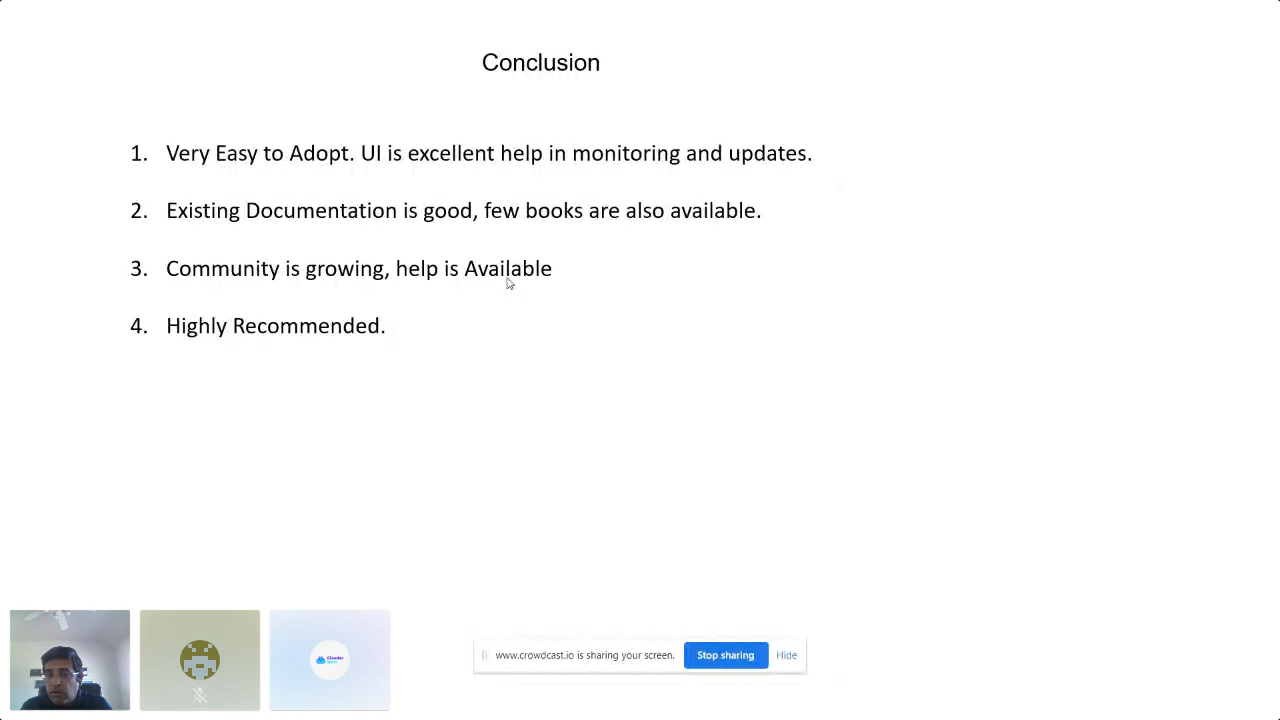 Conclusion
1. Very Easy to Adopt. UI is excellent help in monitoring and updates.
2. Existing Documentation is good, few books are also available.
3. Community is growing, help is Available
4. Highly Recommended.
Clowder
www.crowdcast.io is sharing your screen. Stop sharing Hide